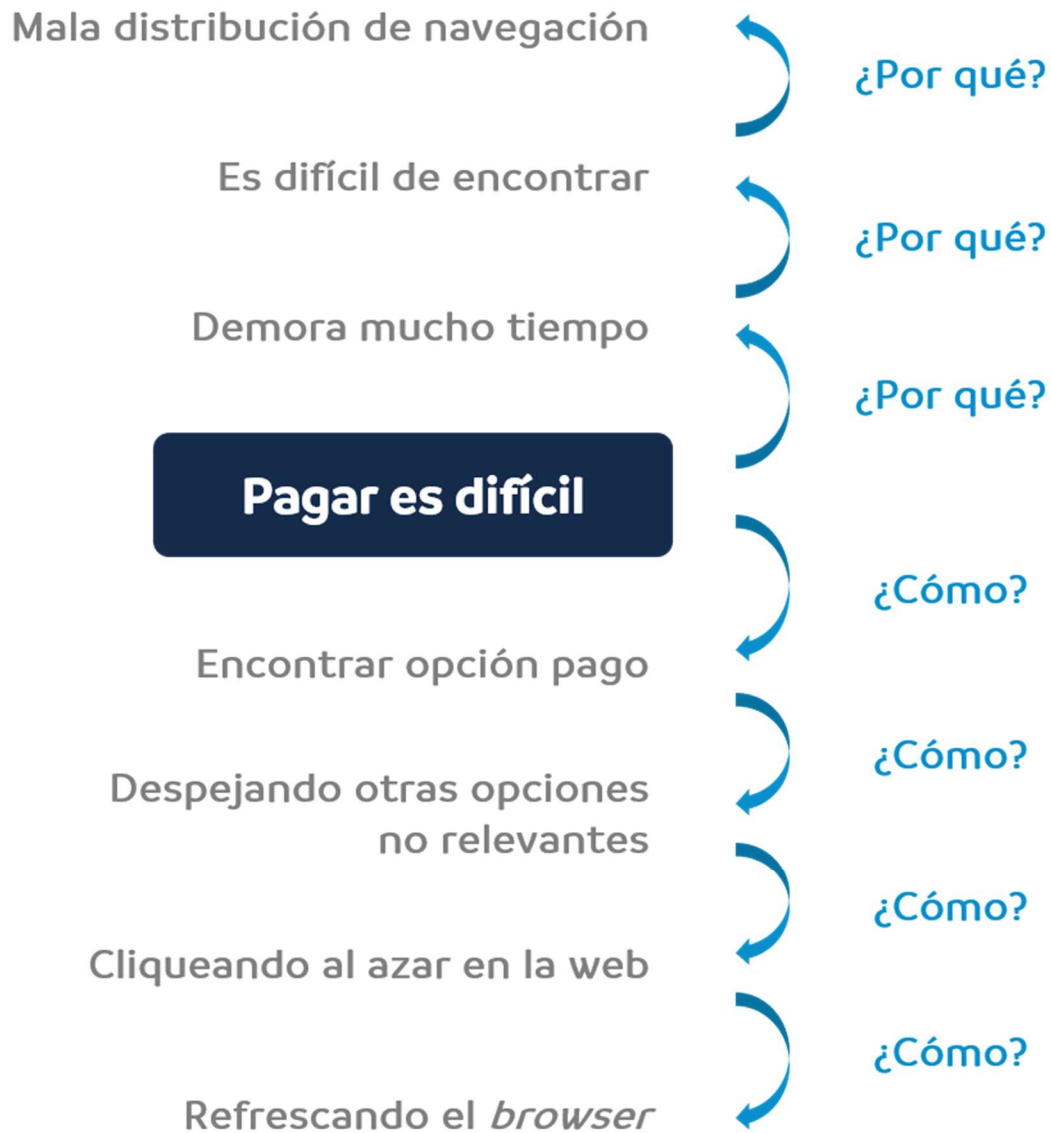 Mala distribución de navegación
¿Por qué?
Es difícil de encontrar
¿Por qué?
Demora mucho tiempo
¿Por qué?
Pagar es difícil
¿Cómo?
Encontrar opción pago
¿Cómo?
Despejando otras opciones
no relevantes
¿Cómo?
Cliqueando al azar en la web
¿Cómo?
Refrescando el browser